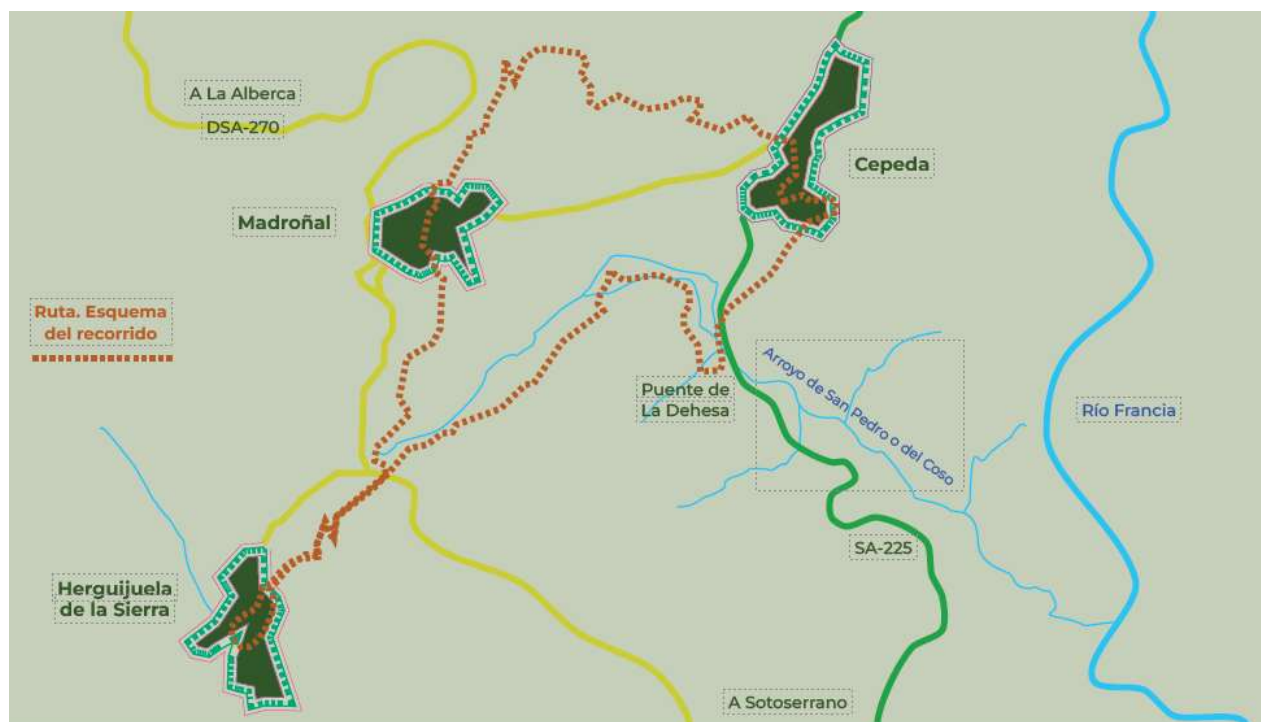 A La Alberca
DSA-270
Cepeda
Madroñal
Ruta. Esquema
del recorrido
Puente de
La Dehesa
Arroyo de San Pedro o del Coso
Río Francia
SA-225
Herguijuela
de la Sierra
A Sotoserrano